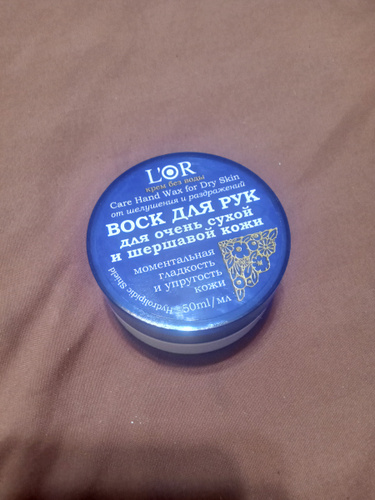 L'OR
крем без воды
Care Hand Wax for Dry Skin
от шелушения и раздражений
ВОСК ДЛЯ РУК
для очень сухой
и шершавой кожи
моментальная
гладкость
и упругость
кожи
Hydrolipidic Shield
50ml/мл